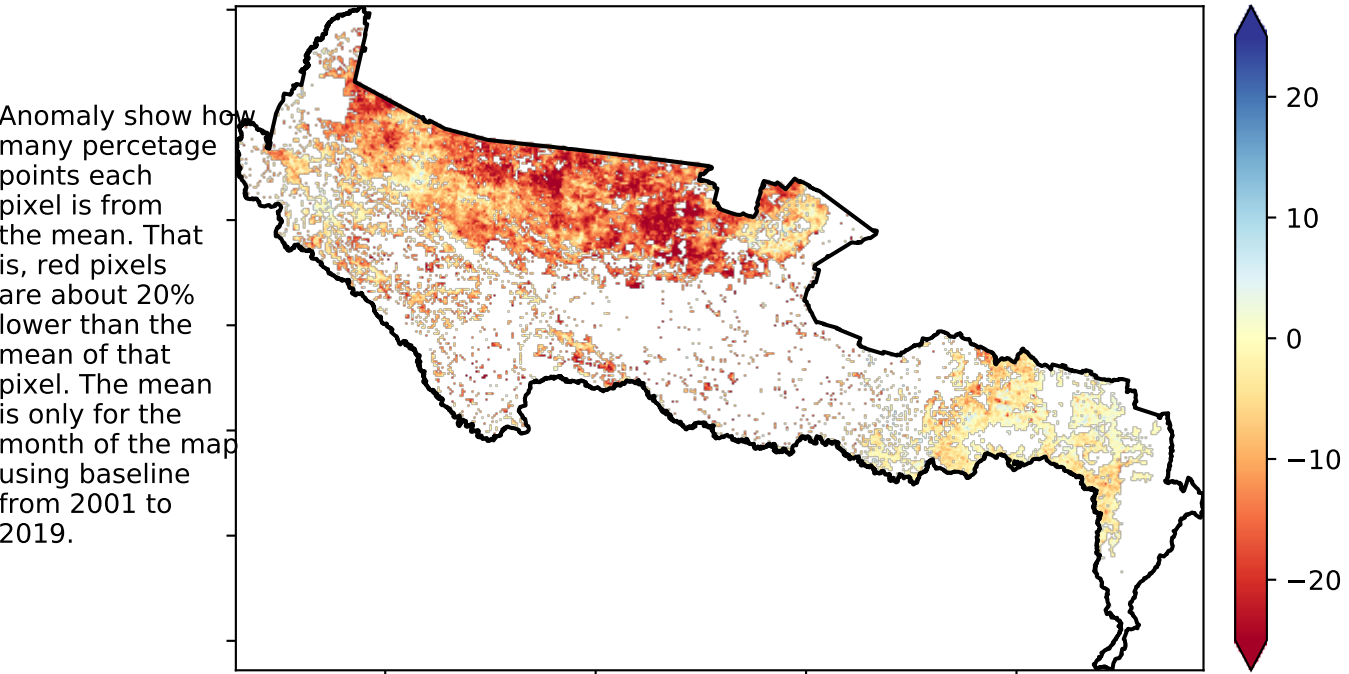 Anomaly show how
many percetage
points each
pixel is from
the mean. That
is, red pixels
are about 20%
lower than the
mean of that
pixel. The mean
is only for the
month of the map
using baseline
from 2001 to
2019.
20
10
0
−10
−20